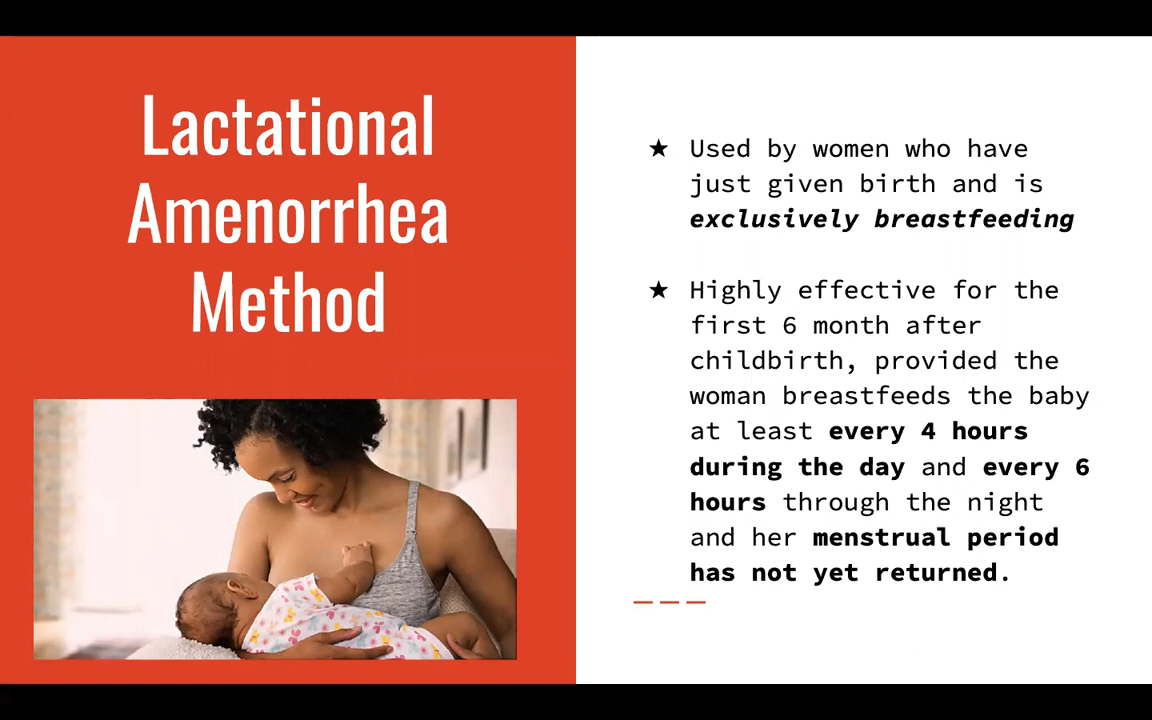 Lactational
Amenorrhea
Method
★ Used by women who have
just given birth and is
exclusively breastfeeding
★ Highly effective for the
first 6 month after
childbirth, provided the
woman breastfeeds the baby
at least every 4 hours
during the day and every 6
hours through the night
and her menstrual period
has not yet returned.